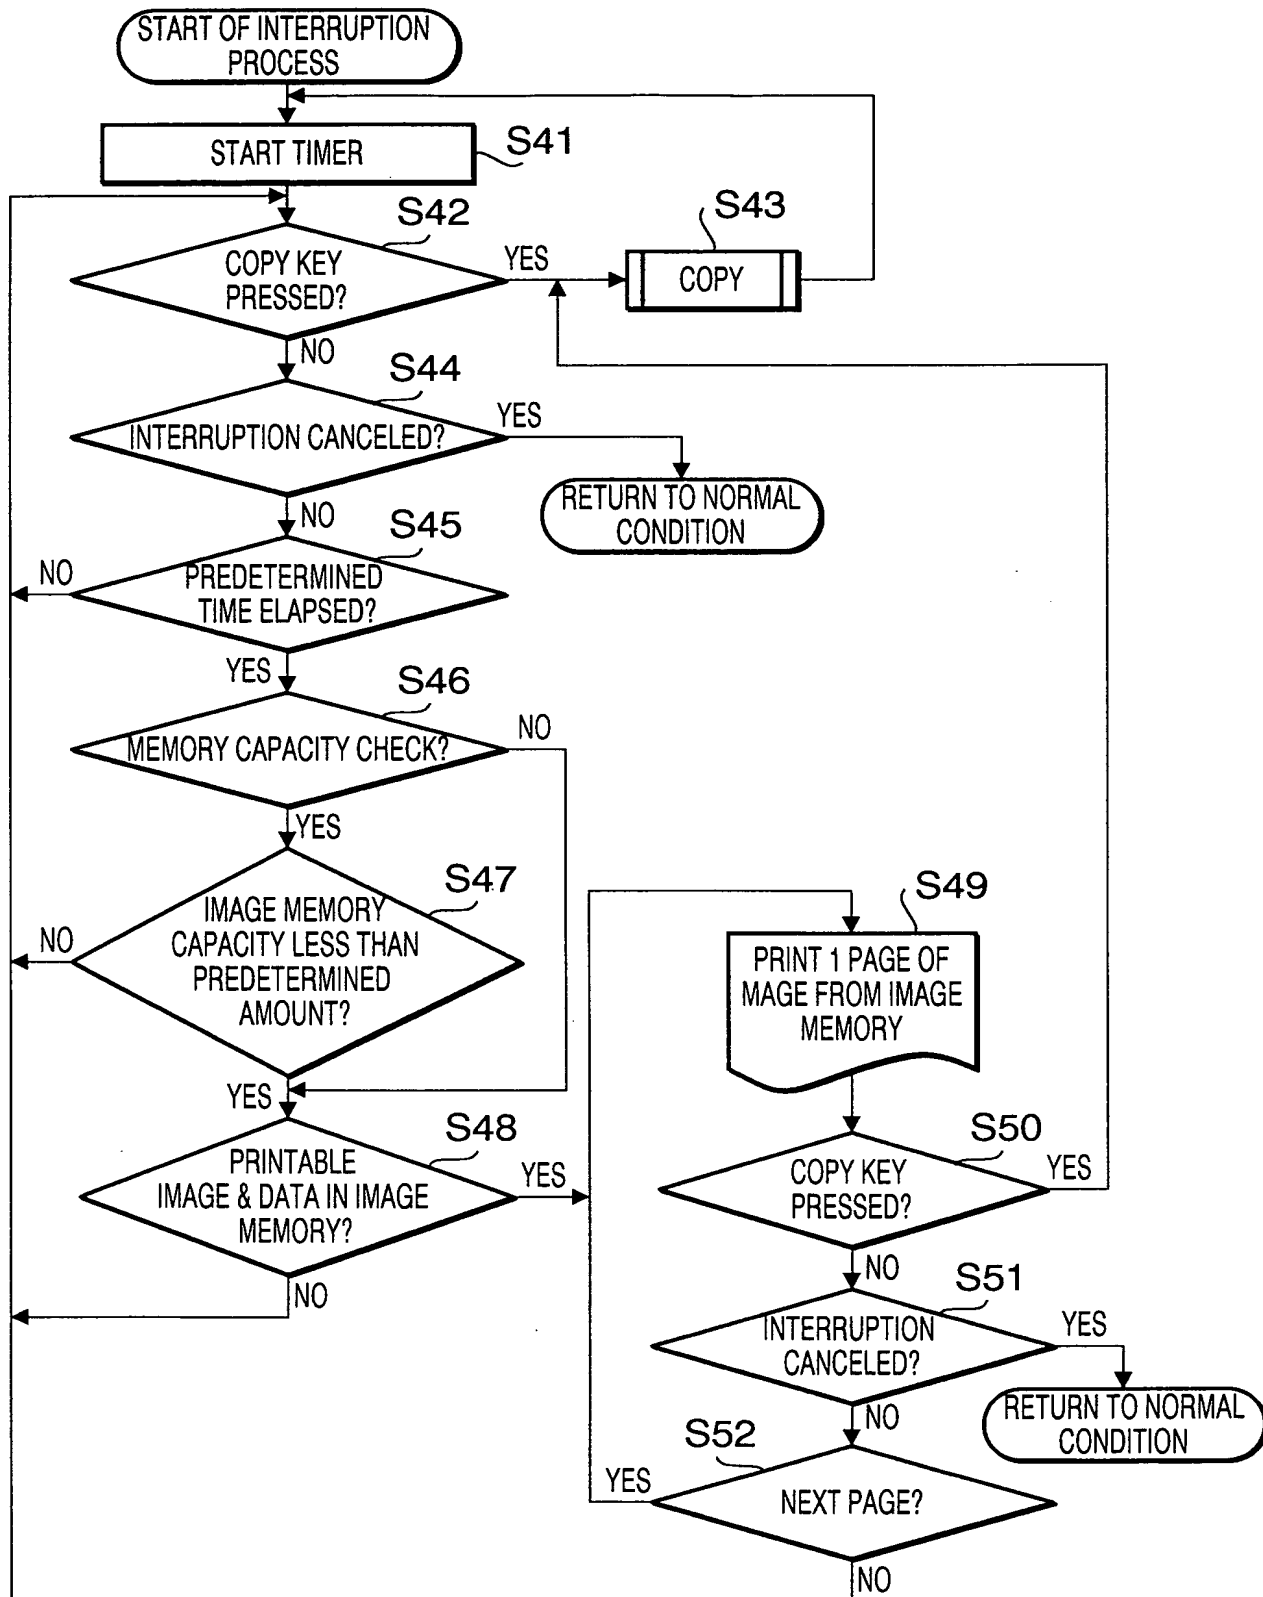 START OF INTERRUPTION
PROCESS
START TIMER
S41
S42
COPY KEY
PRESSED?
YES
S43
COPY
NO
S44
INTERRUPTION CANCELED?
YES
RETURN TO NORMAL
CONDITION
NO
S45
PREDETERMINED
TIME ELAPSED?
NO
YES
S46
MEMORY CAPACITY CHECK?
NO
YES
S47
IMAGE MEMORY
CAPACITY LESS THAN
PREDETERMINED
AMOUNT?
NO
YES
S48
PRINTABLE
IMAGE & DATA IN IMAGE
MEMORY?
YES
NO
S49
PRINT 1 PAGE OF
MAGE FROM IMAGE
MEMORY
S50
COPY KEY
PRESSED?
YES
NO
S51
INTERRUPTION
CANCELED?
YES
RETURN TO NORMAL
CONDITION
NO
S52
NEXT PAGE?
YES
NO